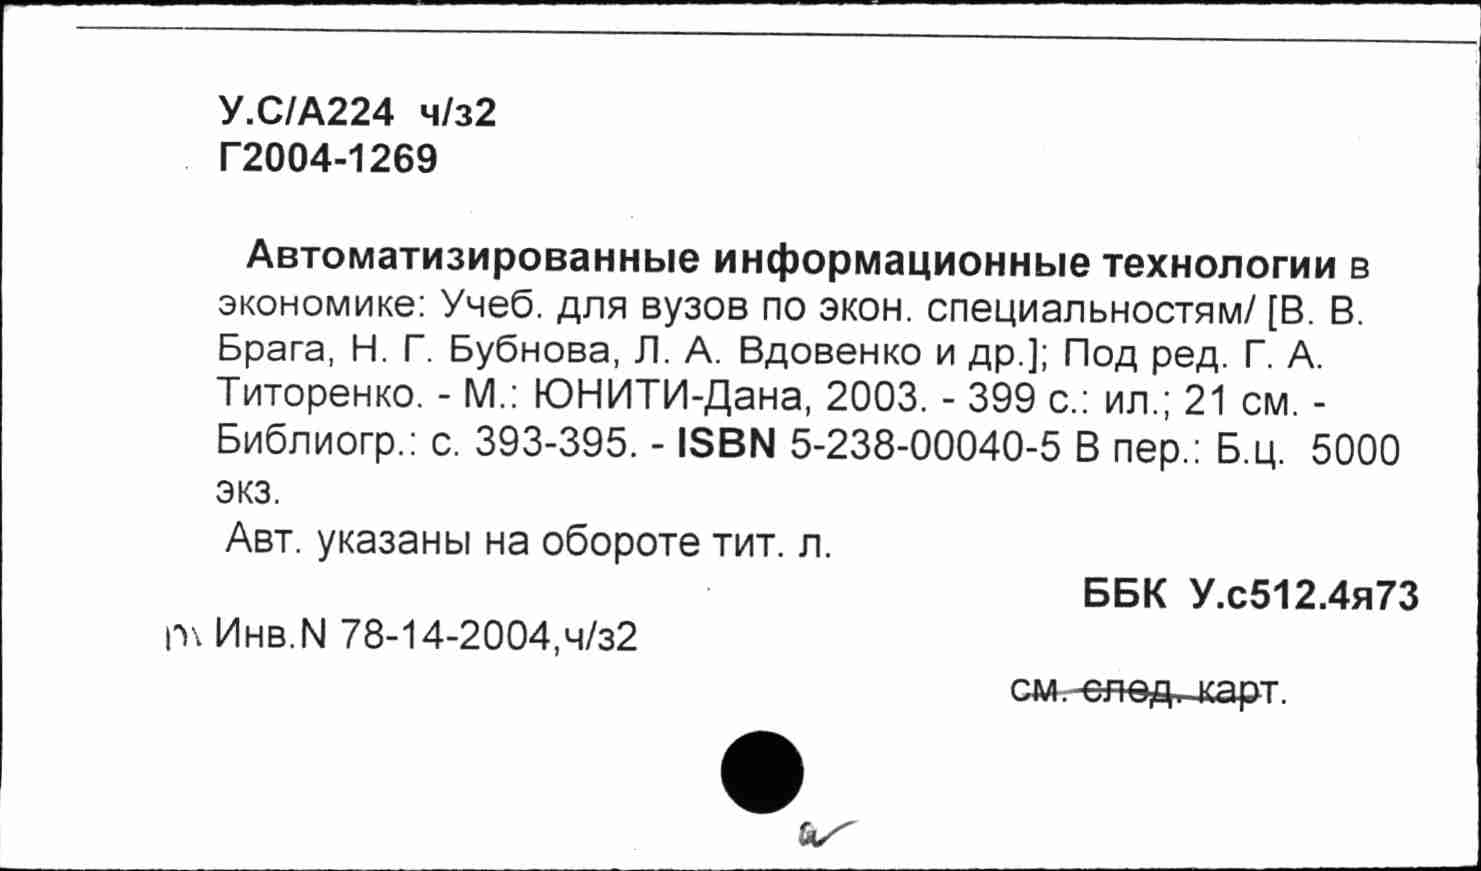 У.С/А224 ч/з2
Г2004-1269
Автоматизированные информационные технологии в
экономике: Учеб. для вузов по экон. специальностям/ [В. В.
Брага, Н. Г. Бубнова, Л. А. Вдовенко и др.]; Под ред. Г. А.
Титоренко. - М.: ЮНИТИ-Дана, 2003. - 399 с.: ил.; 21 см. -
Библиогр.: с. 393-395. - ISBN 5-238-00040-5 В пер.: Б.ц. 5000
экз.
Авт. указаны на обороте тит. л.
ББК У.с512.4я73
Инв.N 78-14-2004,ч/з2
см. след. карт.